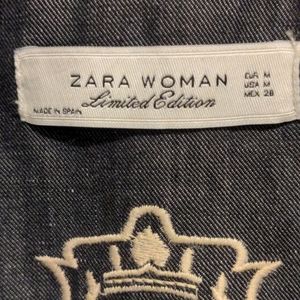 ZARA WOMAN
Limited Edition
MADE IN SPAIN
EUR M
USA M
MEX 28